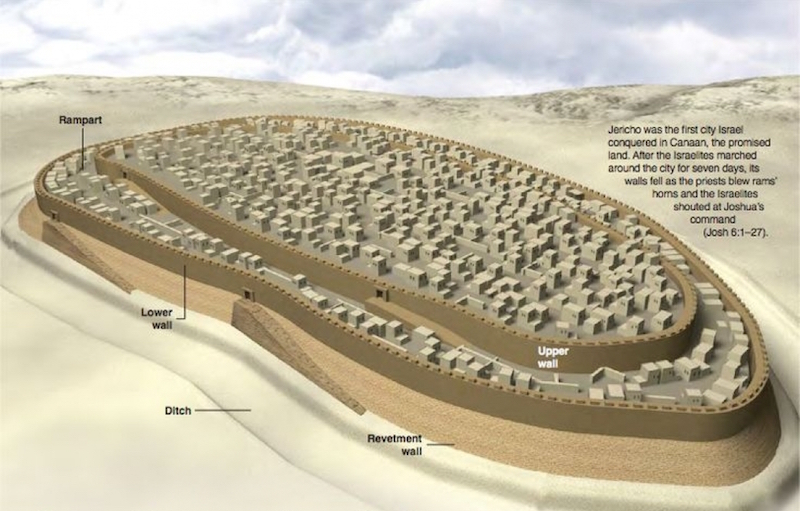 Rampart
Jericho was the first city Israel
conquered in Canaan, the promised
land. After the Israelites marched
around the city for seven days, its
walls fell as the priests blew rams'
horns and the Israelites
shouted at Joshua's
command
(Josh 6:1–27).
Lower
wall
Upper
wall
Ditch
Revetment
wall